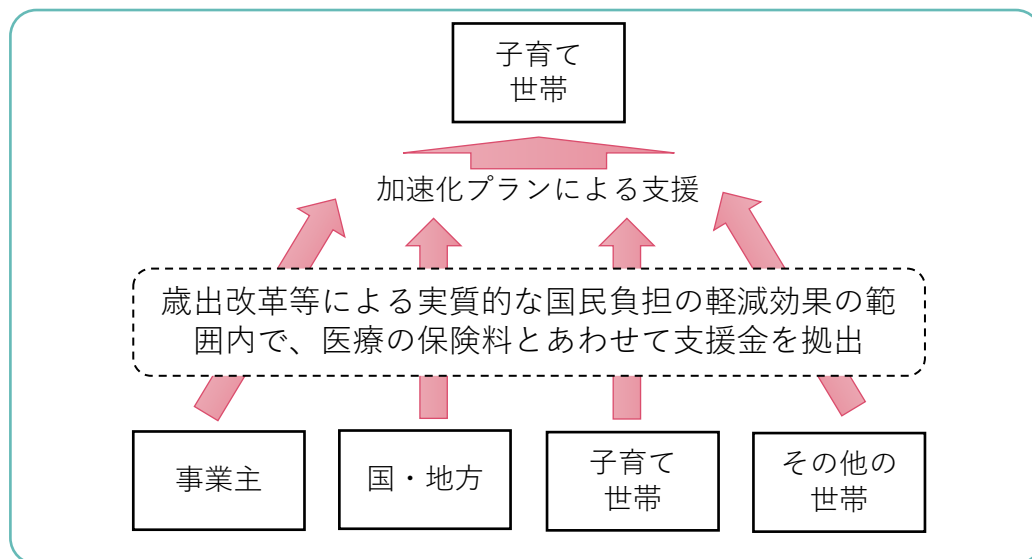 子育て
世帯
加速化プランによる支援
歳出改革等による実質的な国民負担の軽減効果の範
囲内で、医療の保険料とあわせて支援金を拠出
事業主
国・地方
子育て
世帯
その他の
世帯